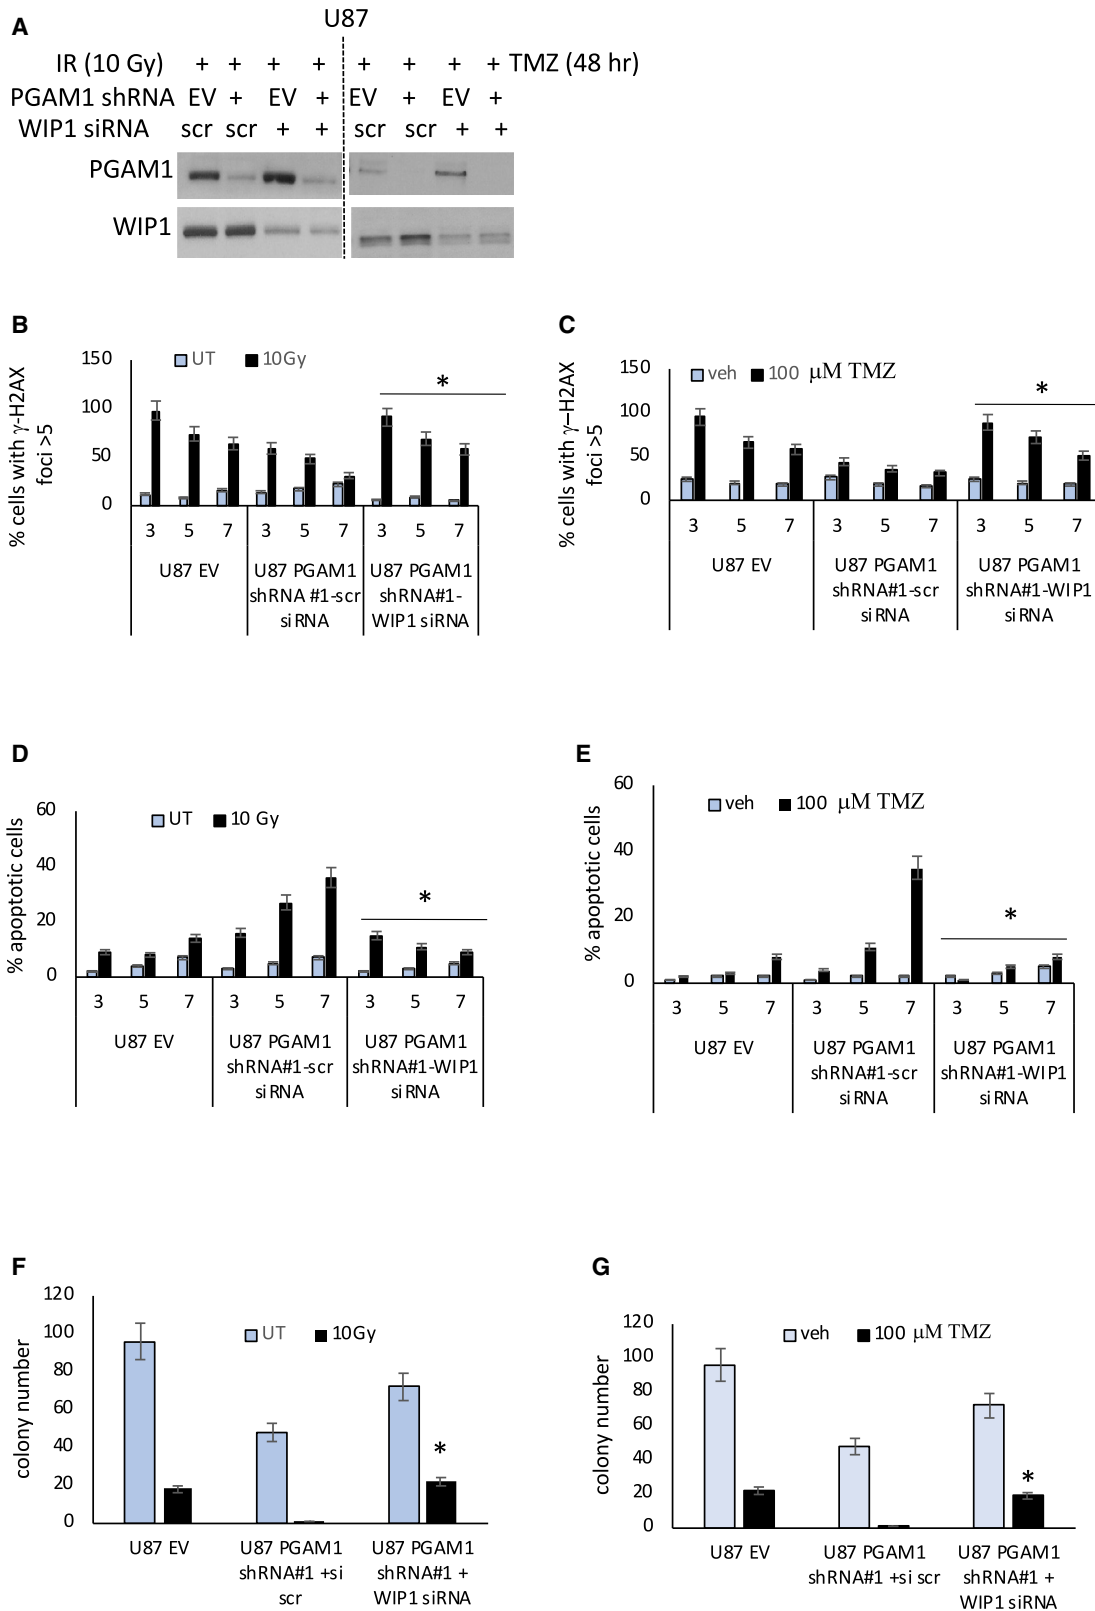 A
U87
IR (10 Gy) + + + + + + + + TMZ (48 hr)
PGAM1 shRNA EV + EV + EV + EV +
WIP1 siRNA scr scr + + scr scr + +
PGAM1
WIP1
B
% cells with γ-H2AX
foci >5
150
100
50
0
UT 10Gy
*
3 5 7 3 5 7 3 5 7
U87 EV
U87 PGAM1
shRNA #1-scr
siRNA
U87 PGAM1
shRNA#1-
WIP1 siRNA
C
% cells with γ–H2AX
foci >5
150
100
50
0
veh 100 μM TMZ
*
3 5 7 3 5 7 3 5 7
U87 EV
U87 PGAM1
shRNA#1-scr
siRNA
U87 PGAM1
shRNA#1-WIP1
siRNA
D
% apoptotic cells
60
40
20
0
UT 10 Gy
*
3 5 7 3 5 7 3 5 7
U87 EV
U87 PGAM1
shRNA#1-scr
siRNA
U87 PGAM1
shRNA#1-WIP1
siRNA
E
% apoptotic cells
60
40
20
0
veh 100 μM TMZ
*
3 5 7 3 5 7 3 5 7
U87 EV
U87 PGAM1
shRNA#1-scr
siRNA
U87 PGAM1
shRNA#1-WIP1
siRNA
F
colony number
120
100
80
60
40
20
0
UT 10Gy
*
U87 EV
U87 PGAM1
shRNA#1 +si
scr
U87 PGAM1
shRNA#1 +
WIP1 siRNA
G
colony number
120
100
80
60
40
20
0
veh 100 μM TMZ
*
U87 EV
U87 PGAM1
shRNA#1 +si scr
U87 PGAM1
shRNA#1 +
WIP1 siRNA